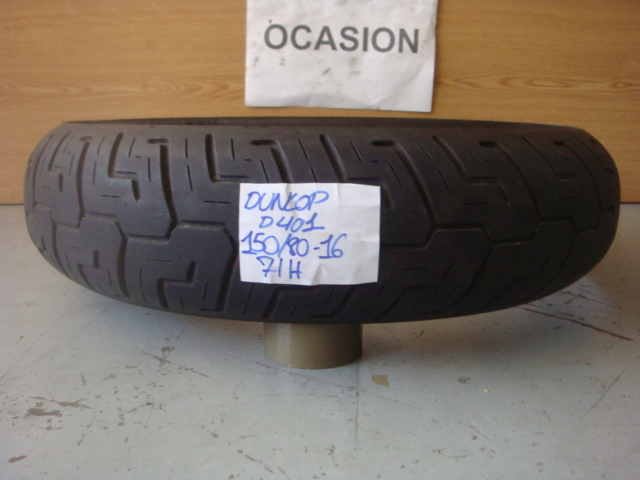 OCASION
DUNLOP
D401
150/80-16
71H